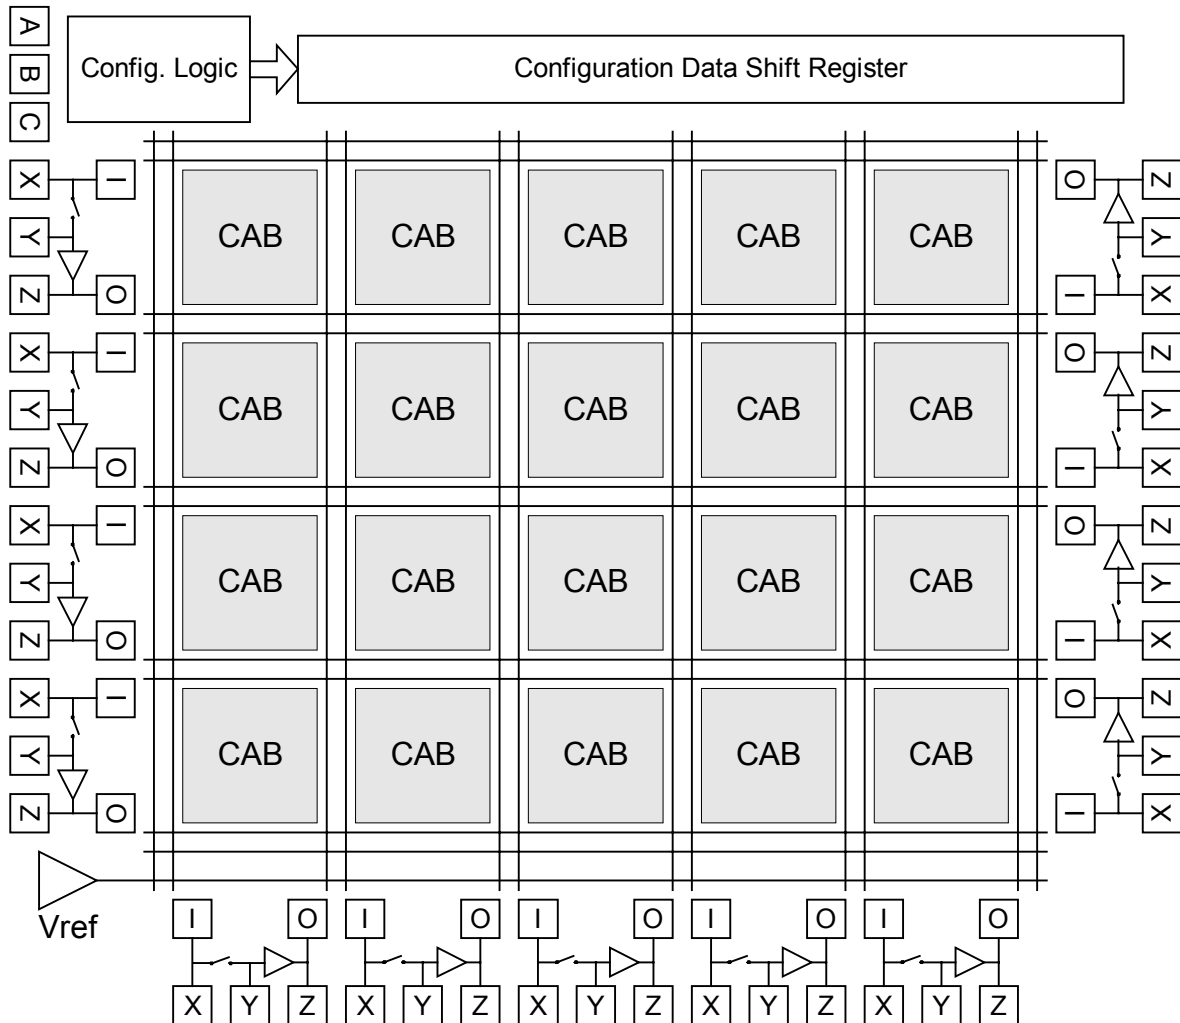 A
B
C
Config. Logic
Configuration Data Shift Register
X I
Y
Z O
X I
Y
Z O
X I
Y
Z O
X I
Y
Z O
CAB CAB CAB CAB CAB
CAB CAB CAB CAB CAB
CAB CAB CAB CAB CAB
CAB CAB CAB CAB CAB
O Z
Y
I X
O Z
Y
I X
O Z
Y
I X
O Z
Y
I X
Vref
I O I O I O I O I O
X Y Z X Y Z X Y Z X Y Z X Y Z